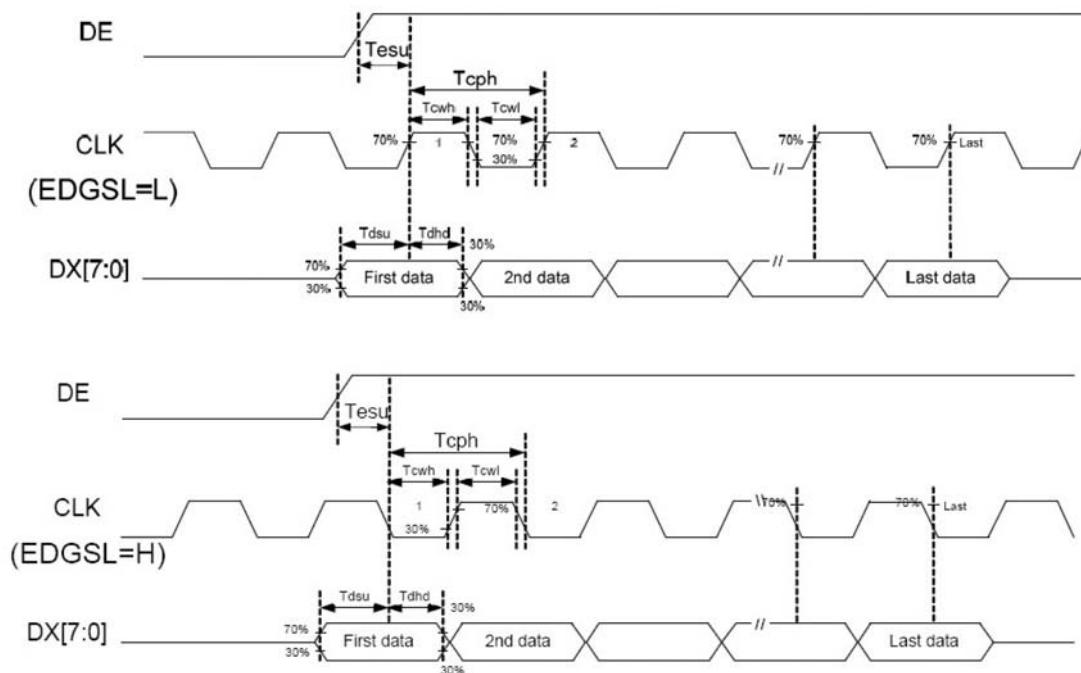 DE
Tesu
Tcph
Tcwh Tcwl
CLK 70% 1 70% 2 70% 70% Last
30%
(EDGSL=L)
//
Tdsu Tdhd 30%
DX[7:0] 70% //
First data 2nd data Last data
30% 30%
DE
Tesu
Tcph
Tcwh Tcwl
CLK 1 70% 2 \\ 70% 70% Last
30%
(EDGSL=H)
Tdsu Tdhd 30%
DX[7:0] 70% //
First data 2nd data Last data
30% 30%